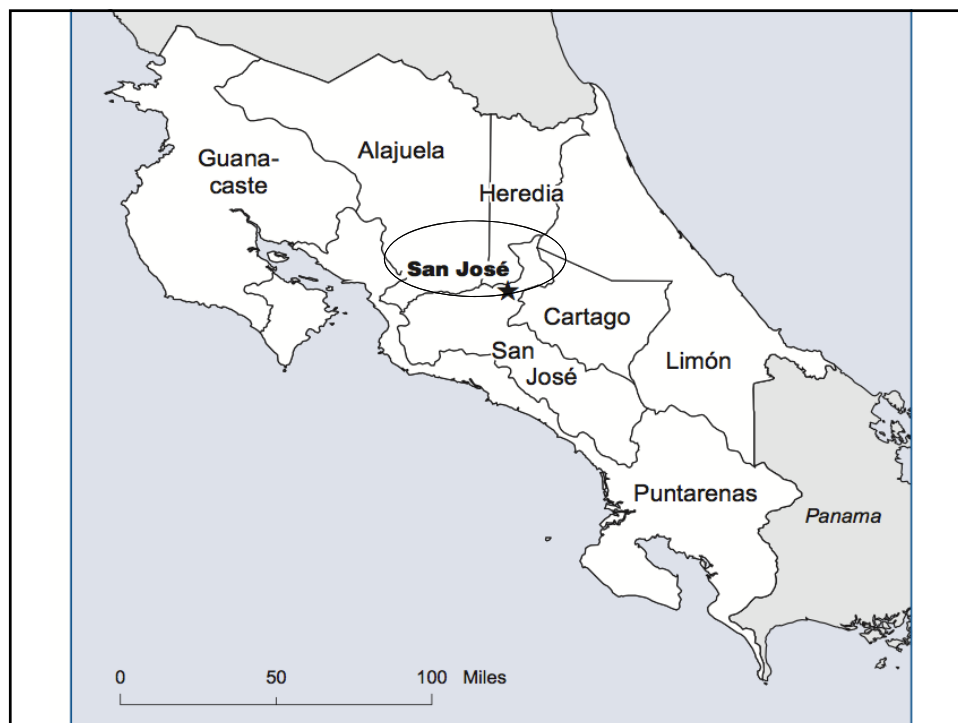 Alajuela
Guana-
caste
Heredia
San José
Cartago
San
José
Limón
Puntarenas
Panama
0 50 100 Miles